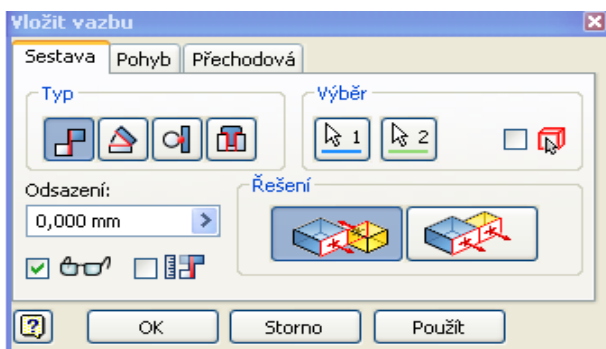 Vložit vazbu
Sestava Pohyb Přechodová
Typ
Výběr
1 2
Odsazení:
Řešení
0,000 mm
OK Storno Použít